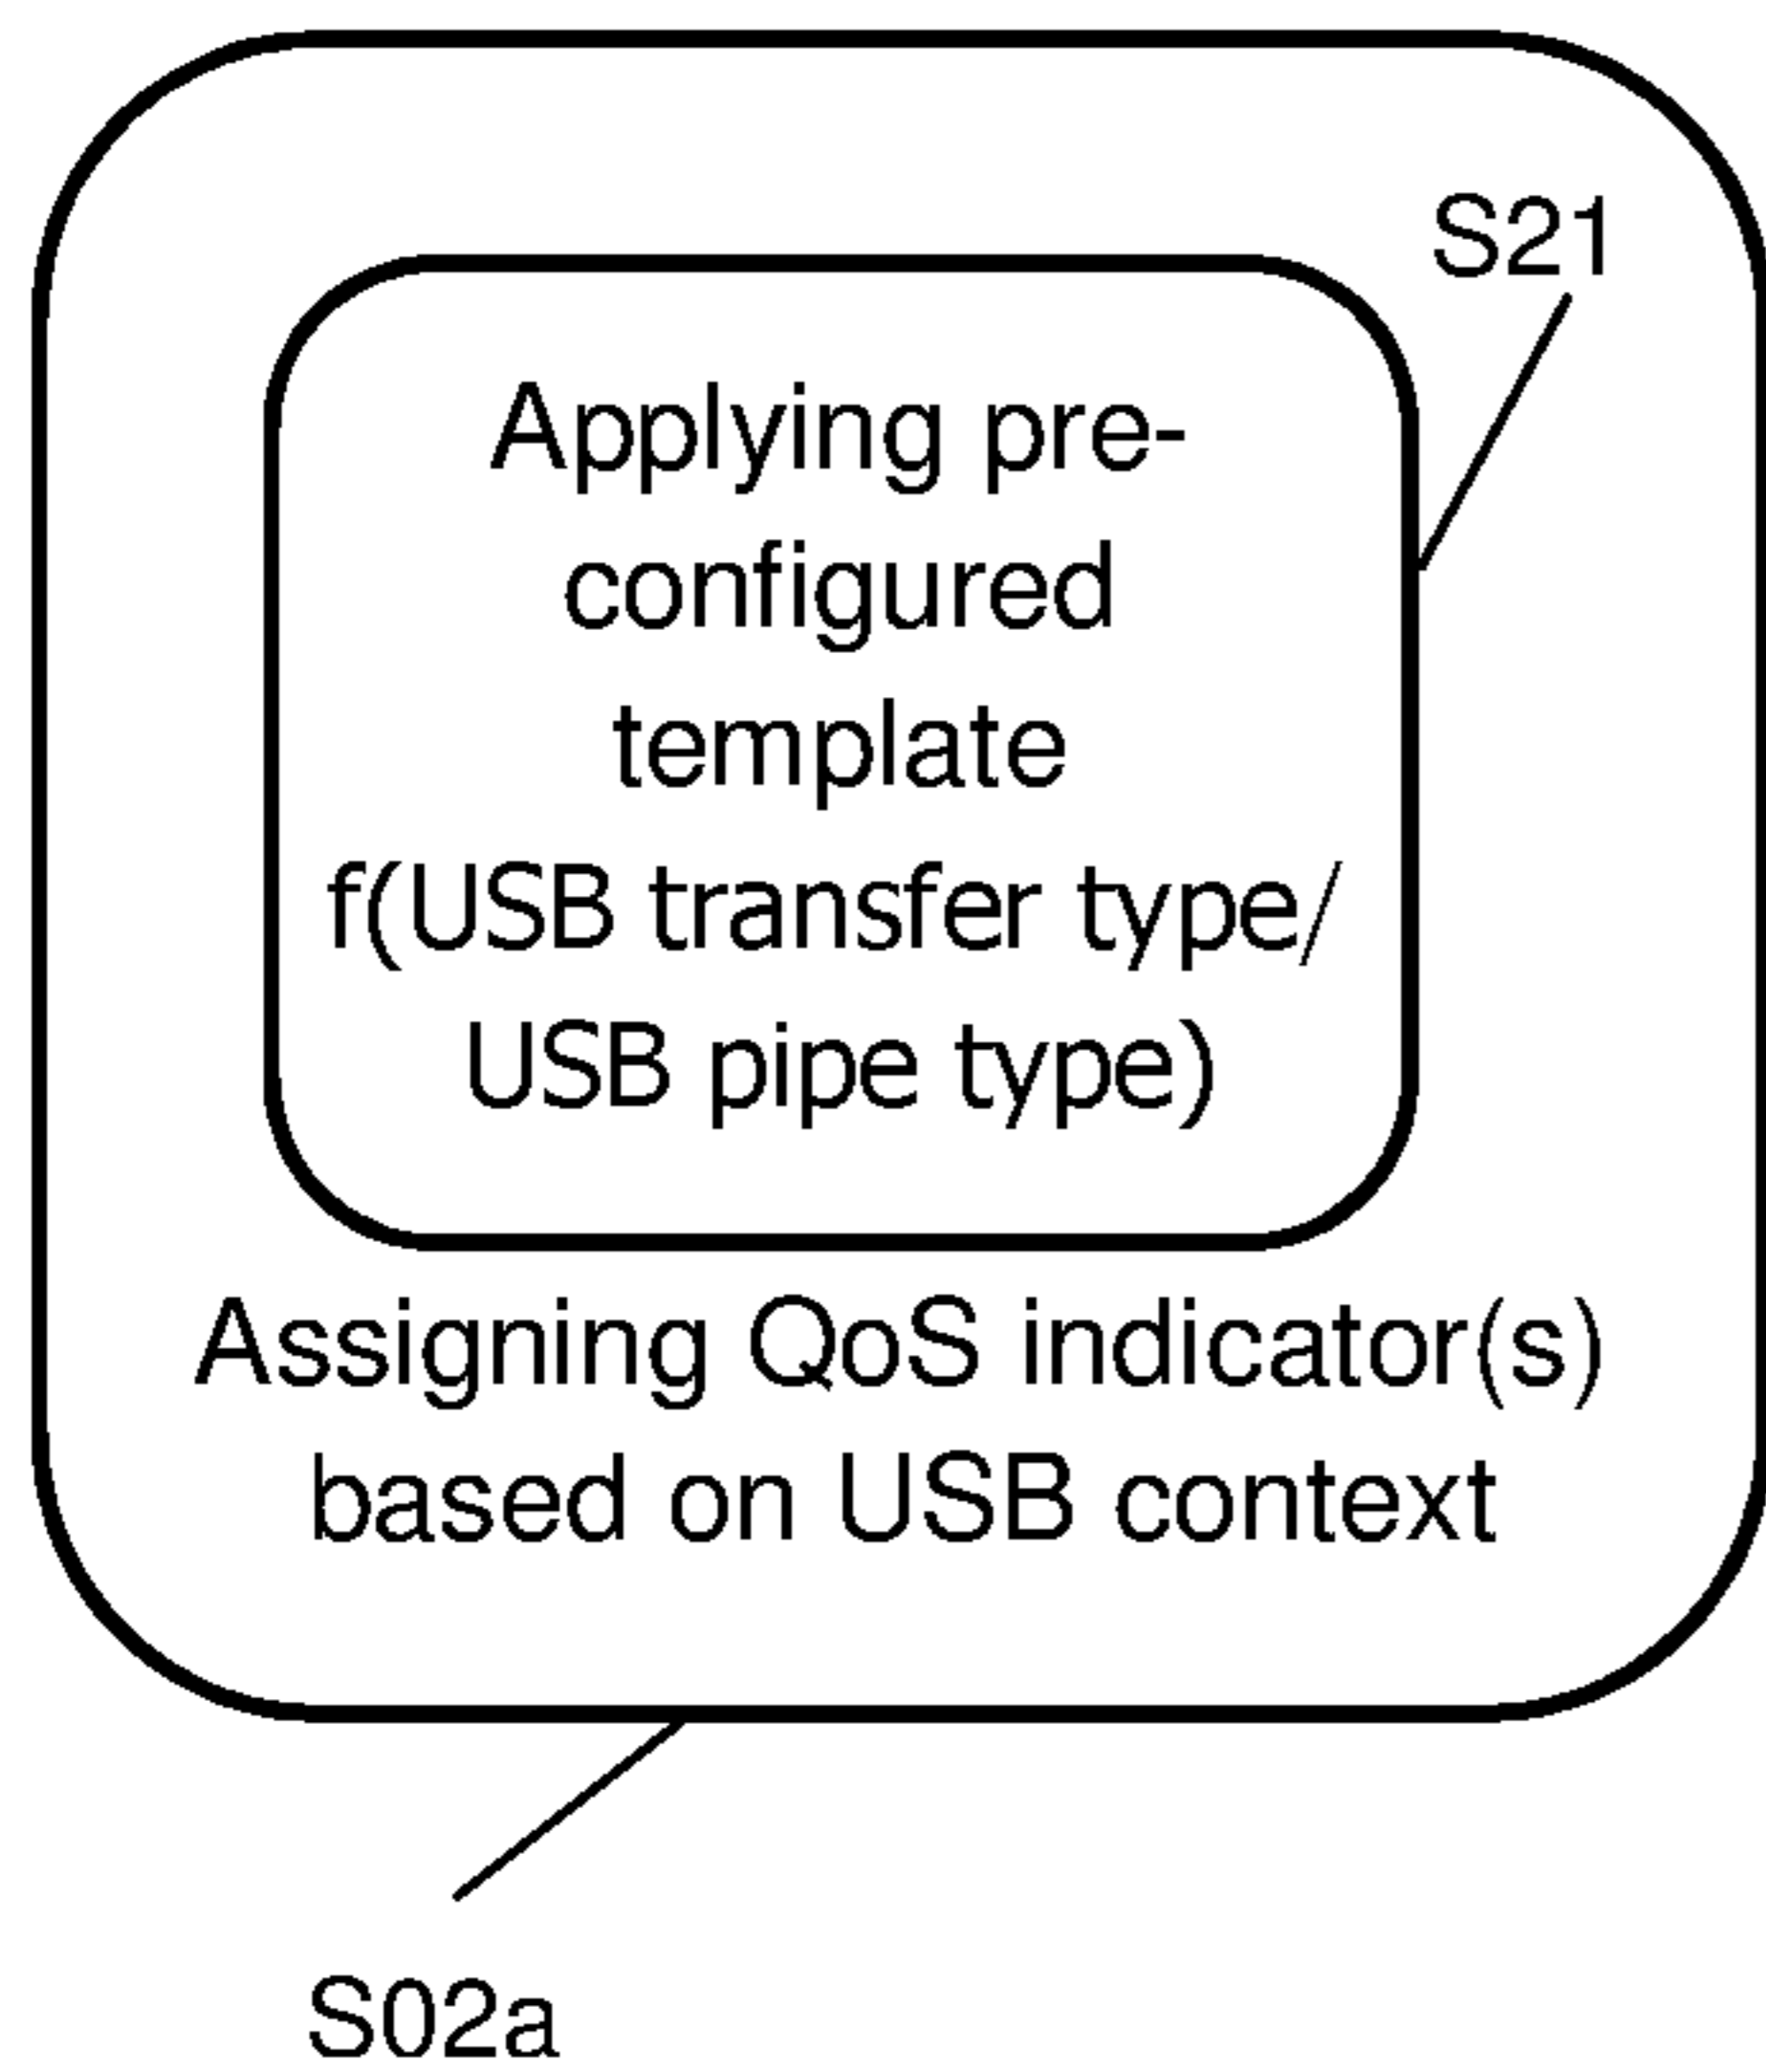 S21
Applying pre-
configured
template
f(USB transfer type/
USB pipe type)
Assigning QoS indicator(s)
based on USB context
S02a